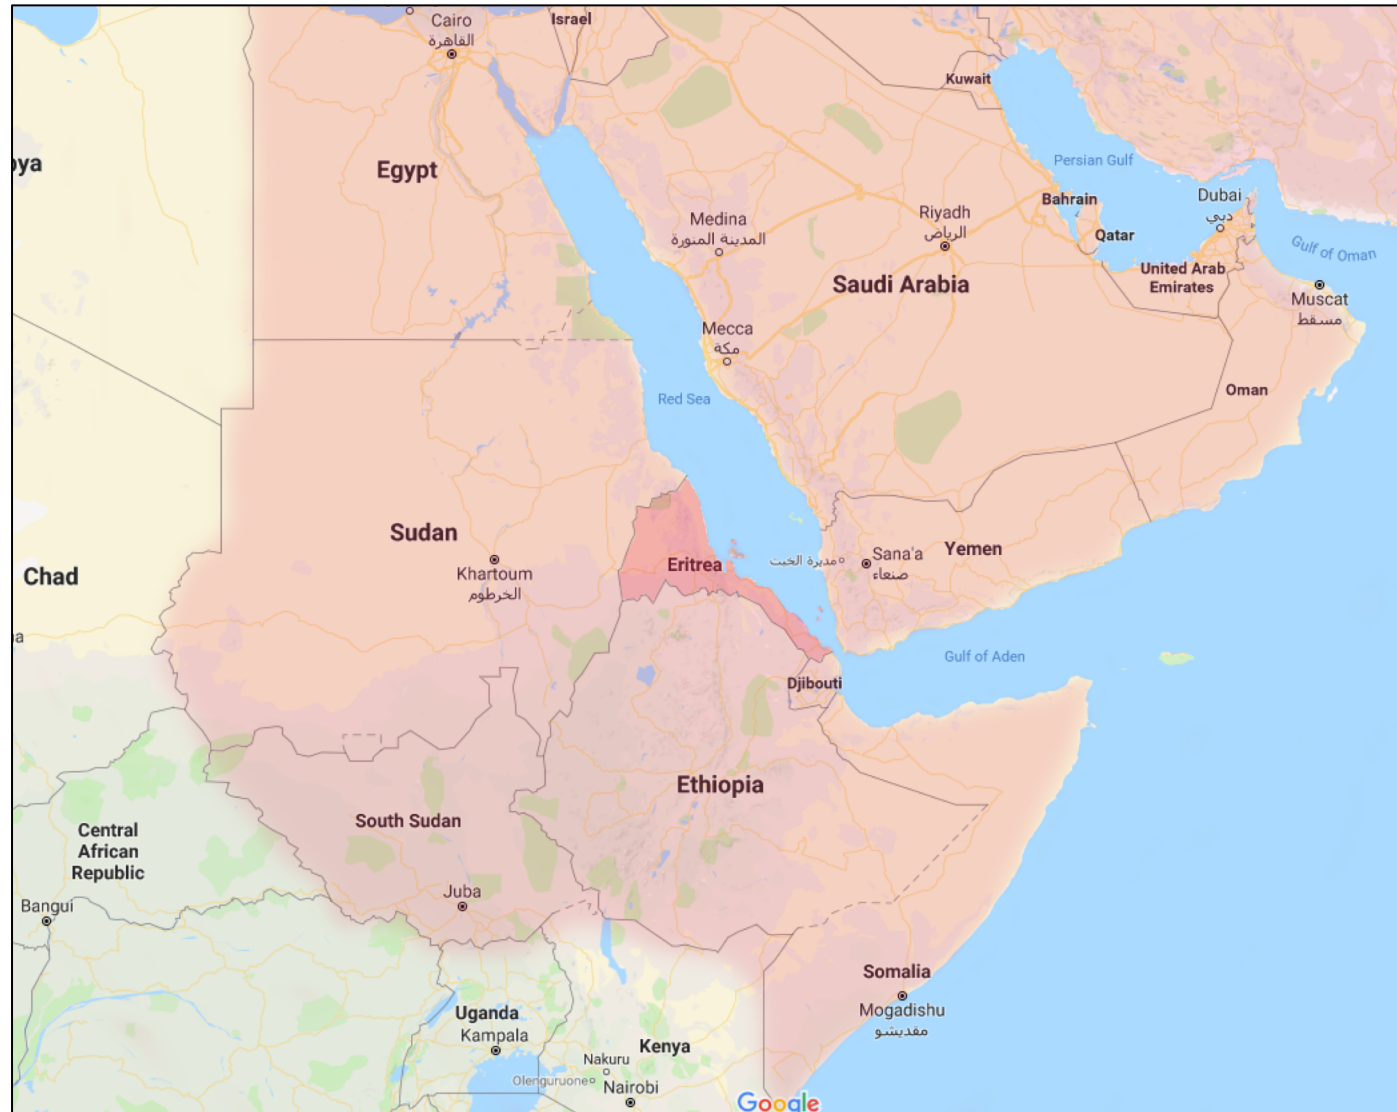 Cairo
القاهرة
Israel
Kuwait
ya
Egypt
Persian Gulf
Medina
المدينة المنورة
Riyadh
الرياض
Bahrain
Dubai
دبي
Qatar
Gulf of Oman
Saudi Arabia
United Arab
Emirates
Muscat
مسقط
Mecca
مكة
Red Sea
Oman
Sudan
Khartoum
الخرطوم
Eritrea
مديرية الخبت
Sana'a
صنعاء
Yemen
Chad
a
Gulf of Aden
Djibouti
Ethiopia
South Sudan
Central
African
Republic
Juba
Bangui
Somalia
Mogadishu
مقديشو
Uganda
Kampala
Kenya
Nakuru
Olenguruone
Nairobi
Google